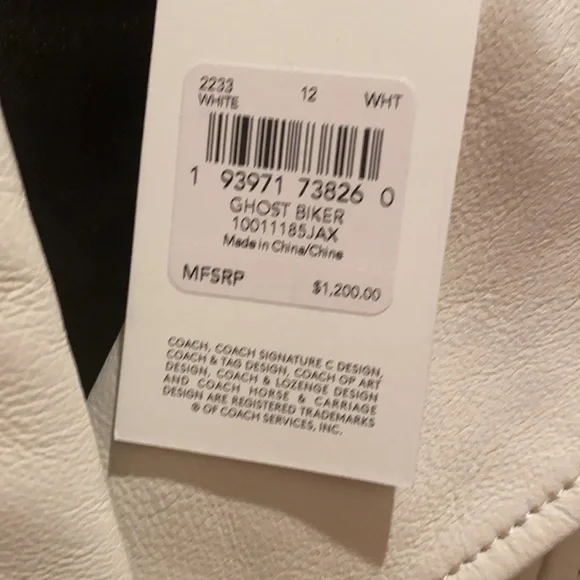 2233 12 WHT
WHITE
1 93971 73826 0
GHOST BIKER
10011185JAX
Made in China/Chine
MFSRP $1,200.00
COACH, COACH SIGNATURE C DESIGN,
COACH & TAG DESIGN, COACH OP ART
DESIGN, COACH & LOZENGE DESIGN
AND COACH HORSE & CARRIAGE
DESIGN ARE REGISTERED TRADEMARKS
® OF COACH SERVICES, INC.